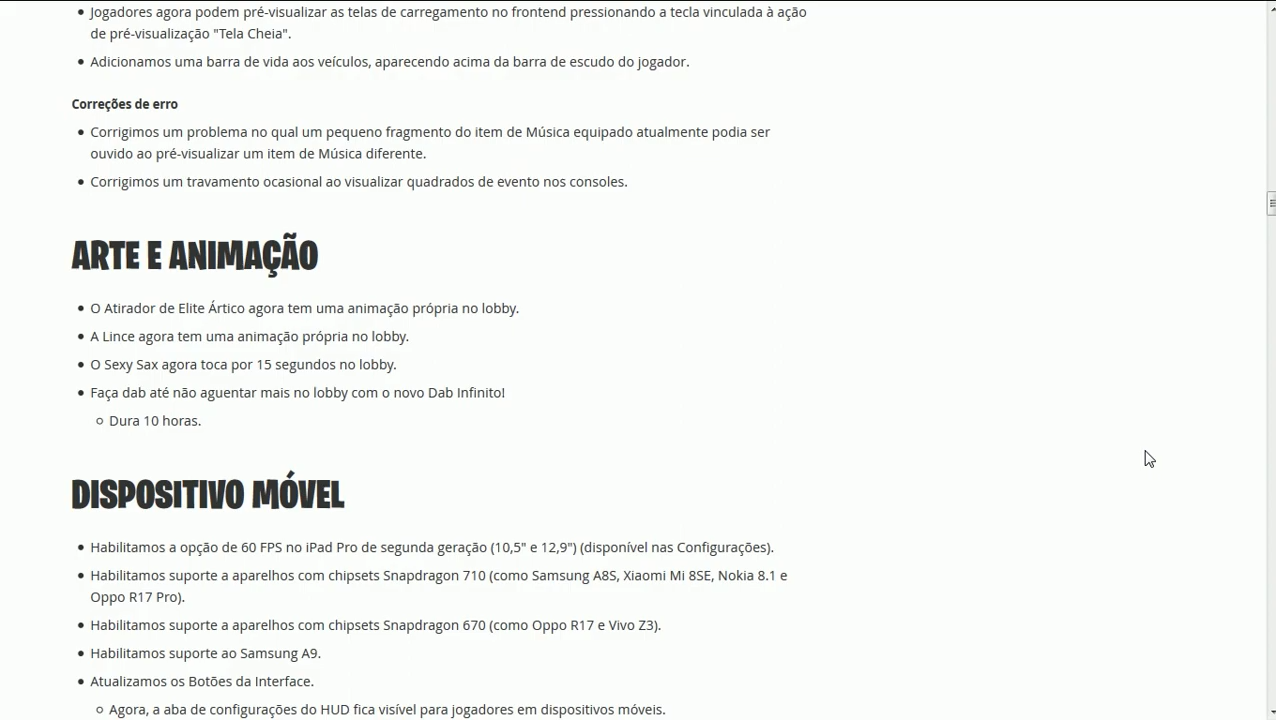 Jogadores agora podem pré-visualizar as telas de carregamento no frontend pressionando a tecla vinculada à ação
de pré-visualização "Tela Cheia".
Adicionamos uma barra de vida aos veículos, aparecendo acima da barra de escudo do jogador.
Correções de erro
Corrigimos um problema no qual um pequeno fragmento do item de Música equipado atualmente podia ser
ouvido ao pré-visualizar um item de Música diferente.
Corrigimos um travamento ocasional ao visualizar quadrados de evento nos consoles.
ARTE E ANIMAÇÃO
O Atirador de Elite Ártico agora tem uma animação própria no lobby.
A Lince agora tem uma animação própria no lobby.
O Sexy Sax agora toca por 15 segundos no lobby.
Faça dab até não aguentar mais no lobby com o novo Dab Infinito!
Dura 10 horas.
DISPOSITIVO MÓVEL
Habilitamos a opção de 60 FPS no iPad Pro de segunda geração (10,5" e 12,9") (disponível nas Configurações).
Habilitamos suporte a aparelhos com chipsets Snapdragon 710 (como Samsung A8S, Xiaomi Mi 8SE, Nokia 8.1 e
Oppo R17 Pro).
Habilitamos suporte a aparelhos com chipsets Snapdragon 670 (como Oppo R17 e Vivo Z3).
Habilitamos suporte ao Samsung A9.
Atualizamos os Botões da Interface.
Agora, a aba de configurações do HUD fica visível para jogadores em dispositivos móveis.